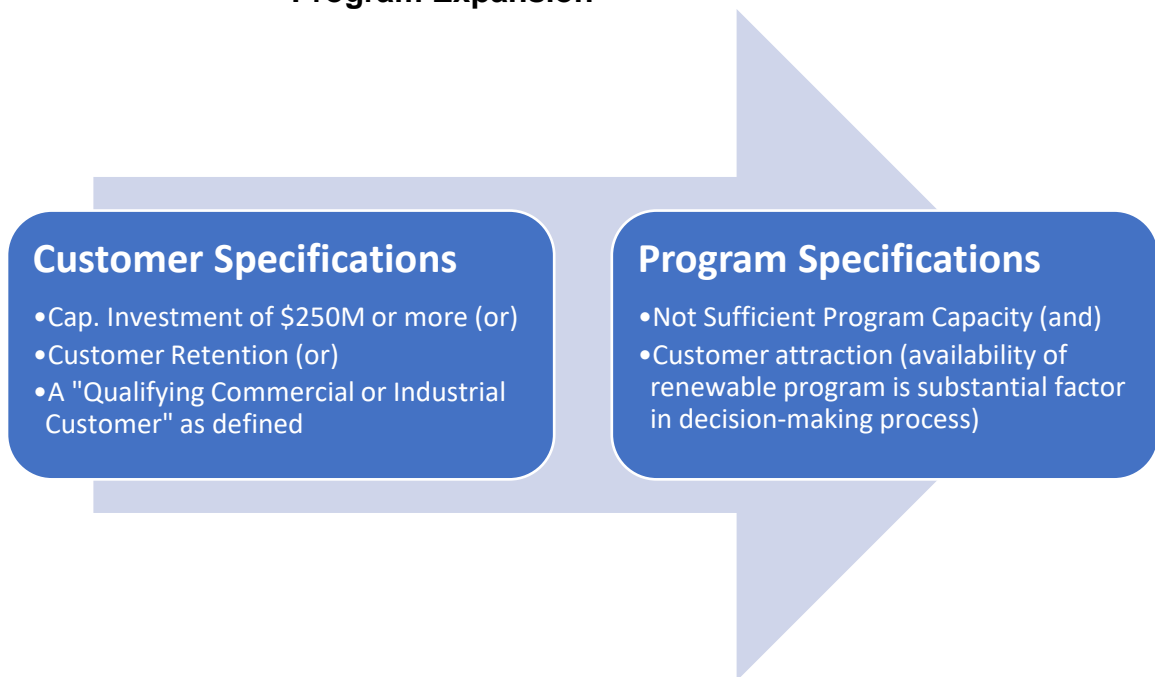 Program Expansion
Customer Specifications
•Cap. Investment of $250M or more (or)
•Customer Retention (or)
•A "Qualifying Commercial or Industrial
Customer" as defined
Program Specifications
•Not Sufficient Program Capacity (and)
•Customer attraction (availability of
renewable program is substantial factor
in decision-making process)